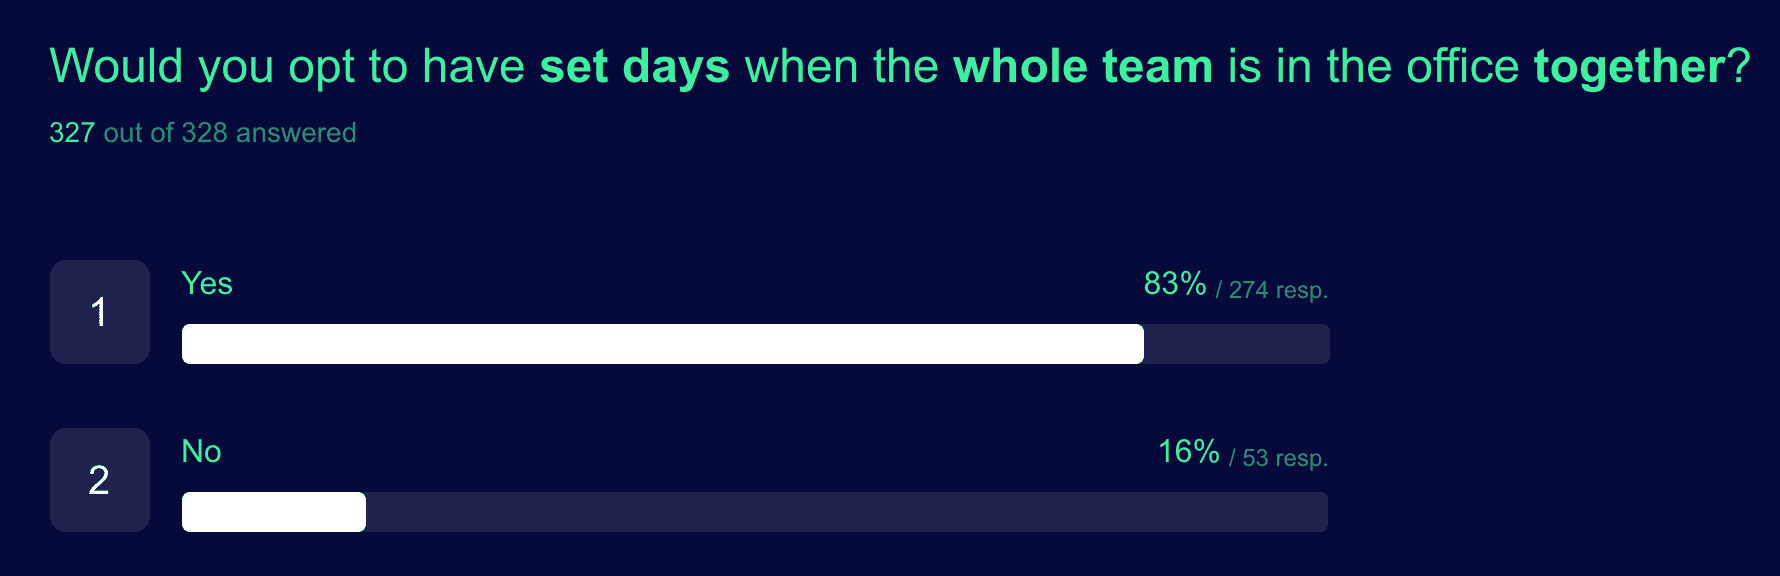 Would you opt to have set days when the whole team is in the office together?
327 out of 328 answered
1
Yes
83% / 274 resp.
2
No
16% / 53 resp.